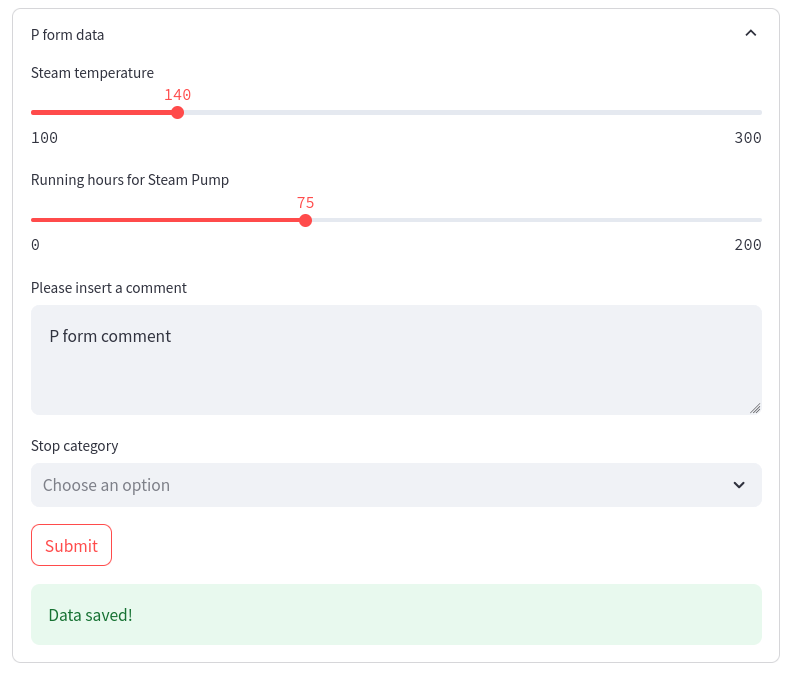 P form data
Steam temperature
140
100 300
Running hours for Steam Pump
75
0 200
Please insert a comment
P form comment
Stop category
Choose an option
Submit
Data saved!